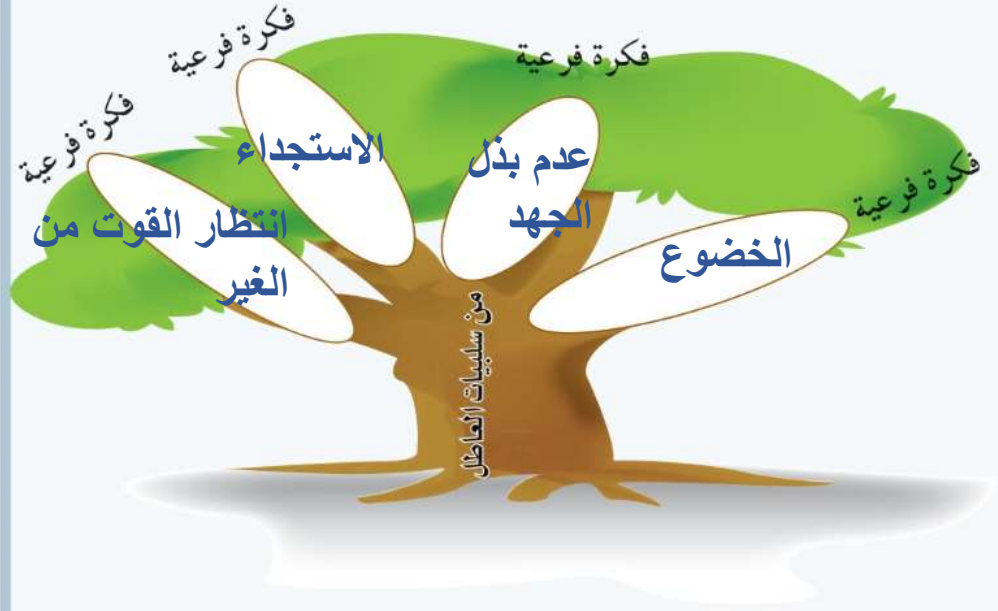 فكرة فرعية
فكرة فرعية
فكرة فرعية
فكرة فرعية
الخضوع
عدم بذل
الجهد
الاستجداء
انتظار القوت من
الغير
من سلبيات العاطل